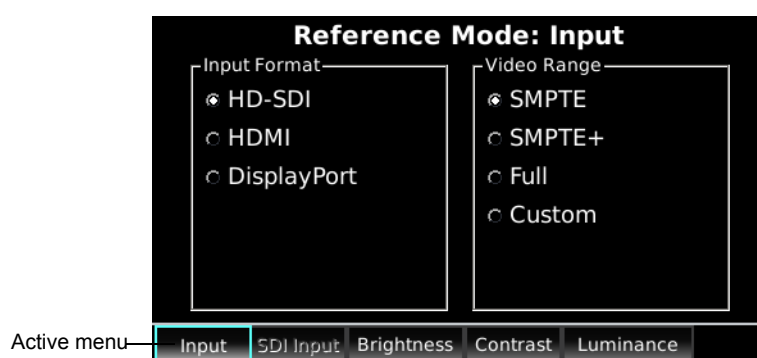 Reference Mode: Input
Input Format
HD-SDI
HDMI
DisplayPort
Video Range
SMPTE
SMPTE+
Full
Custom
Active menu
Input SDI Input Brightness Contrast Luminance